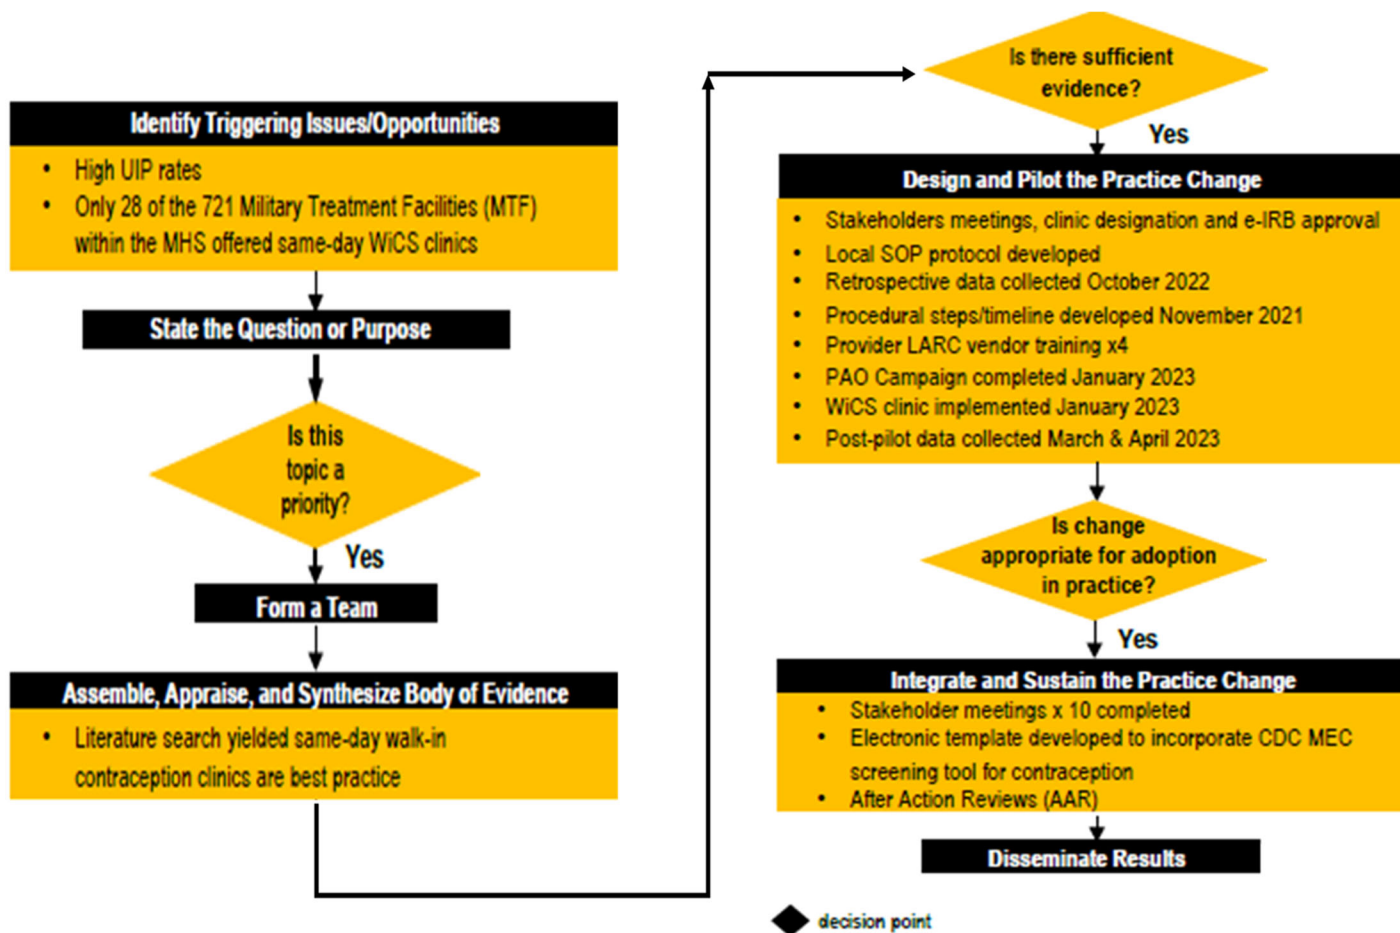 Identify Triggering Issues/Opportunities
• High UIP rates
• Only 28 of the 721 Military Treatment Facilities (MTF)
within the MHS offered same-day WiCS clinics
State the Question or Purpose
Is this
topic a
priority?
Yes
Form a Team
Assemble, Appraise, and Synthesize Body of Evidence
• Literature search yielded same-day walk-in
contraception clinics are best practice
Is there sufficient
evidence?
Yes
Design and Pilot the Practice Change
• Stakeholders meetings, clinic designation and e-IRB approval
• Local SOP protocol developed
• Retrospective data collected October 2022
• Procedural steps/timeline developed November 2021
• Provider LARC vendor training x4
• PAO Campaign completed January 2023
• WiCS clinic implemented January 2023
• Post-pilot data collected March & April 2023
Is change
appropriate for adoption
in practice?
Yes
Integrate and Sustain the Practice Change
• Stakeholder meetings x 10 completed
• Electronic template developed to incorporate CDC MEC
screening tool for contraception
• After Action Reviews (AAR)
Disseminate Results
decision point